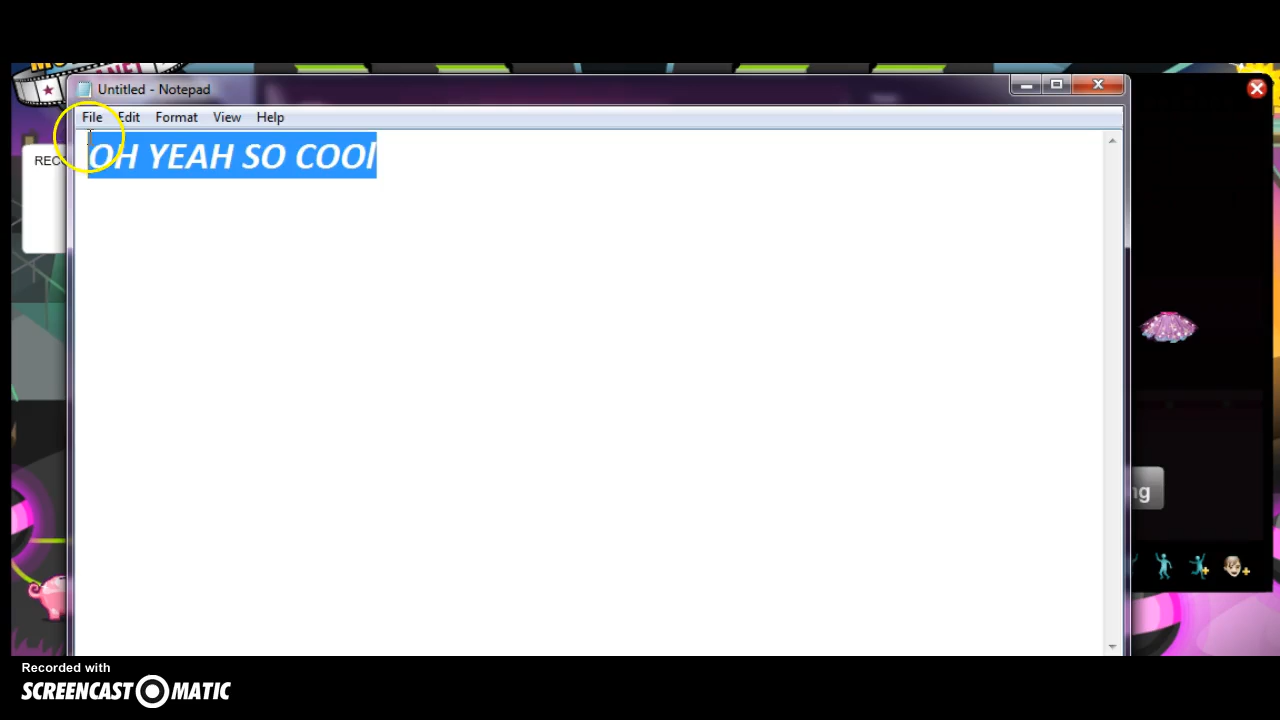 Untitled - Notepad
File Edit Format View Help
OH YEAH SO COOl
REC
ng
Recorded with
SCREENCAST MATIC